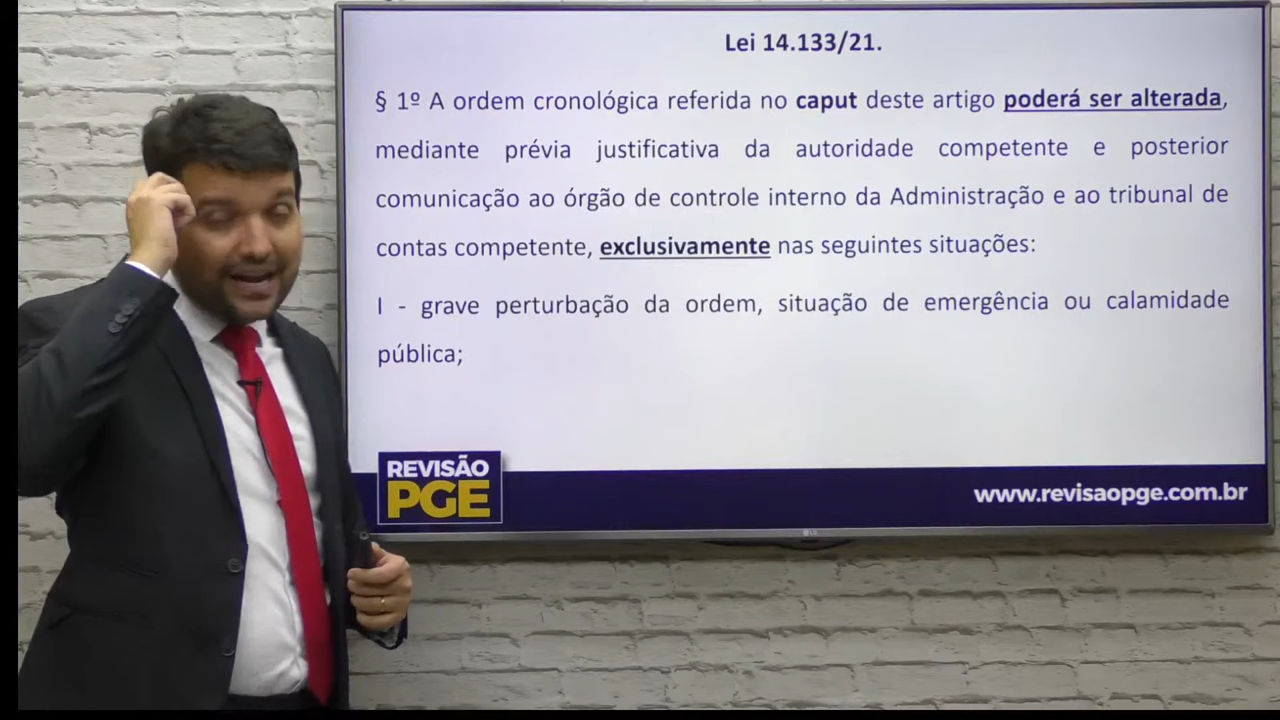 Lei 14.133/21.
§ 1º A ordem cronológica referida no caput deste artigo poderá ser alterada,
mediante prévia justificativa da autoridade competente e posterior
comunicação ao órgão de controle interno da Administração e ao tribunal de
contas competente, exclusivamente nas seguintes situações:
I - grave perturbação da ordem, situação de emergência ou calamidade
pública;
REVISÃO
PGE
www.revisaopge.com.br
LG